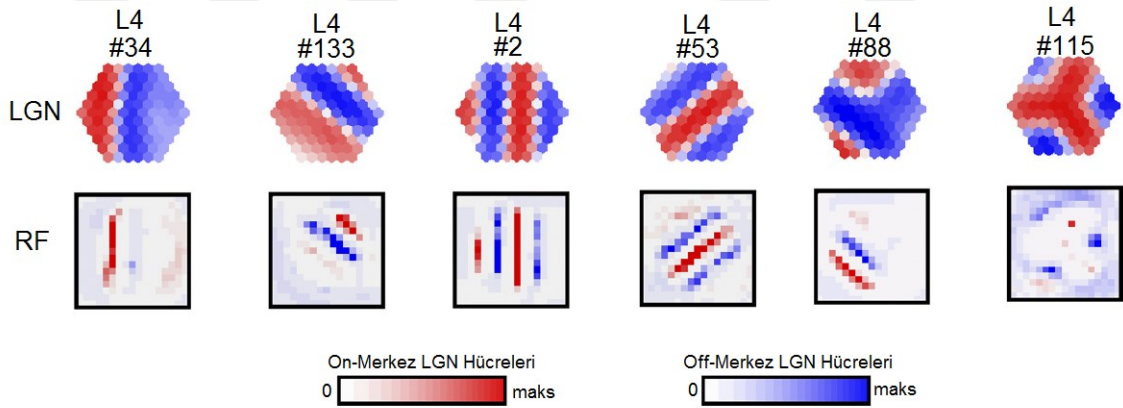 L4 L4 L4 L4 L4 L4
#34 #133 #2 #53 #88 #115
LGN
RF
On-Merkez LGN Hücreleri Off-Merkez LGN Hücreleri
0 maks 0 maks